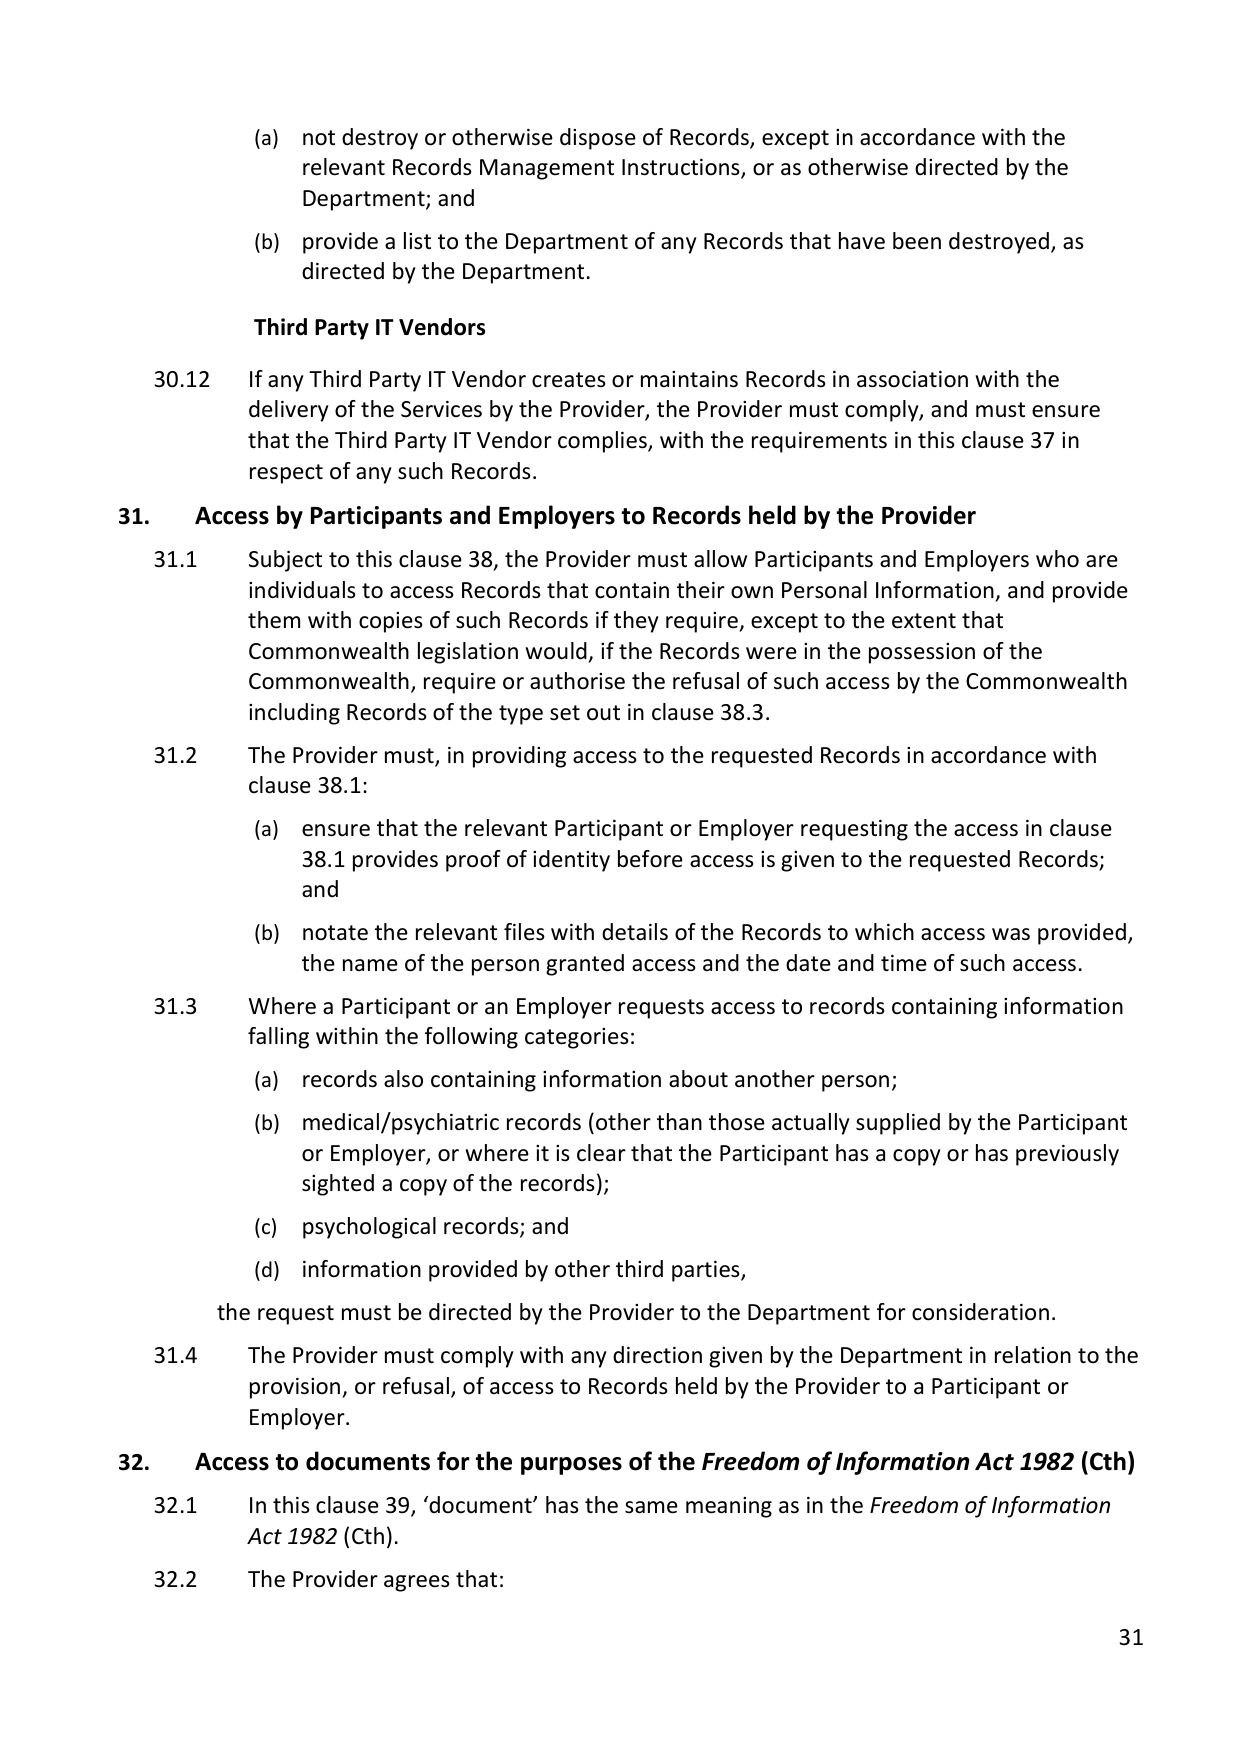 (a) not destroy or otherwise dispose of Records, except in accordance with the
relevant Records Management Instructions, or as otherwise directed by the
Department; and
(b) provide a list to the Department of any Records that have been destroyed, as
directed by the Department.
Third Party IT Vendors
30.12 If any Third Party IT Vendor creates or maintains Records in association with the
delivery of the Services by the Provider, the Provider must comply, and must ensure
that the Third Party IT Vendor complies, with the requirements in this clause 37 in
respect of any such Records.
31. Access by Participants and Employers to Records held by the Provider
31.1 Subject to this clause 38, the Provider must allow Participants and Employers who are
individuals to access Records that contain their own Personal Information, and provide
them with copies of such Records if they require, except to the extent that
Commonwealth legislation would, if the Records were in the possession of the
Commonwealth, require or authorise the refusal of such access by the Commonwealth
including Records of the type set out in clause 38.3.
31.2 The Provider must, in providing access to the requested Records in accordance with
clause 38.1:
(a) ensure that the relevant Participant or Employer requesting the access in clause
38.1 provides proof of identity before access is given to the requested Records;
and
(b) notate the relevant files with details of the Records to which access was provided,
the name of the person granted access and the date and time of such access.
31.3 Where a Participant or an Employer requests access to records containing information
falling within the following categories:
(a) records also containing information about another person;
(b) medical/psychiatric records (other than those actually supplied by the Participant
or Employer, or where it is clear that the Participant has a copy or has previously
sighted a copy of the records);
(c) psychological records; and
(d) information provided by other third parties,
the request must be directed by the Provider to the Department for consideration.
31.4 The Provider must comply with any direction given by the Department in relation to the
provision, or refusal, of access to Records held by the Provider to a Participant or
Employer.
32. Access to documents for the purposes of the Freedom of Information Act 1982 (Cth)
32.1 In this clause 39, ‘document’ has the same meaning as in the Freedom of Information
Act 1982 (Cth).
32.2 The Provider agrees that:
31